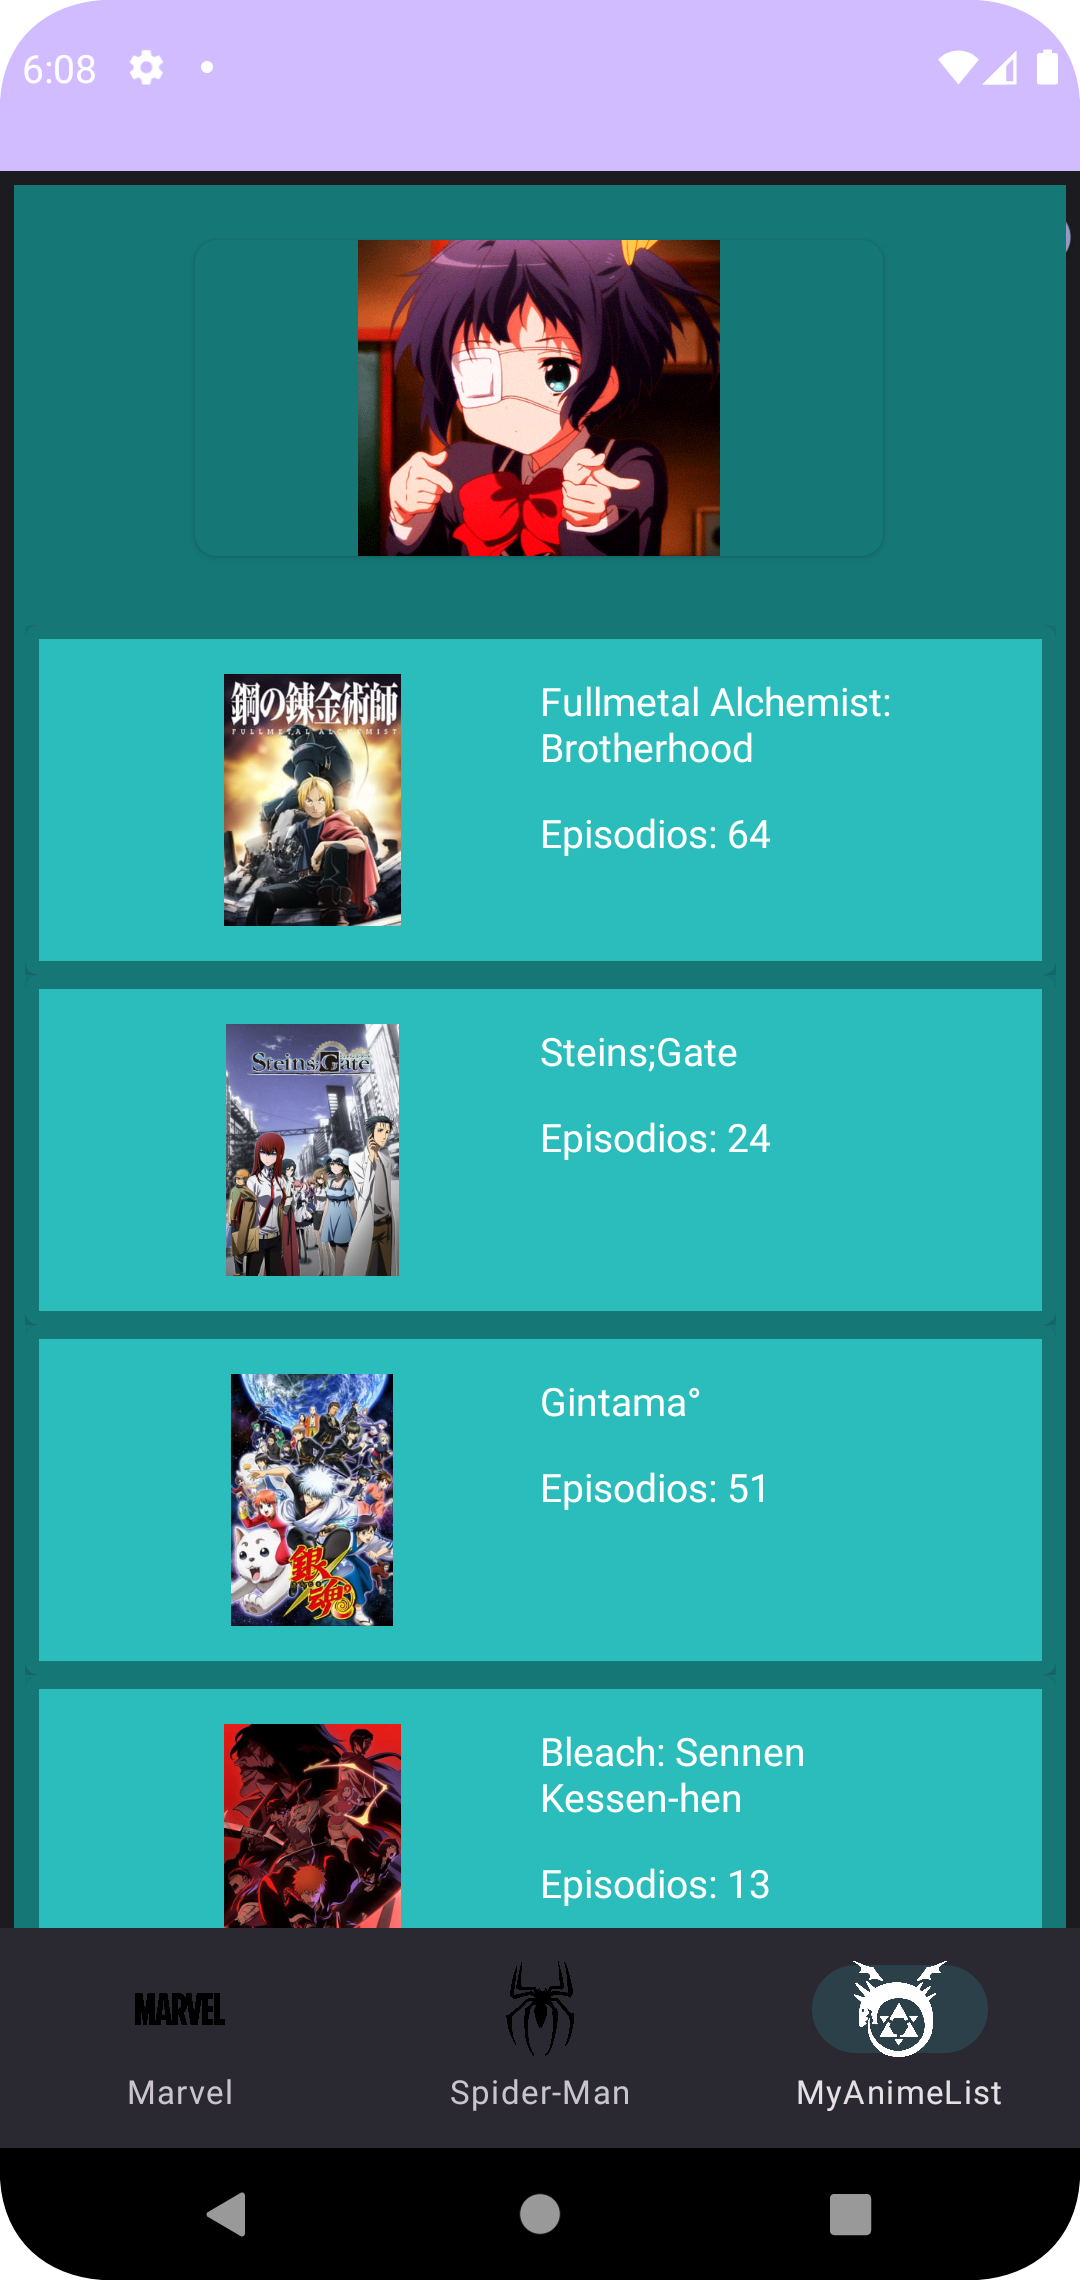 6:08
鋼の錬金術師
FULLMETAL ALCHEMIST
Fullmetal Alchemist:
Brotherhood
Episodios: 64
Steins;Gate
Steins;Gate
Episodios: 24
Gintama°
Episodios: 51
銀魂
Bleach: Sennen
Kessen-hen
Episodios: 13
MARVEL
Marvel
Spider-Man
MyAnimeList